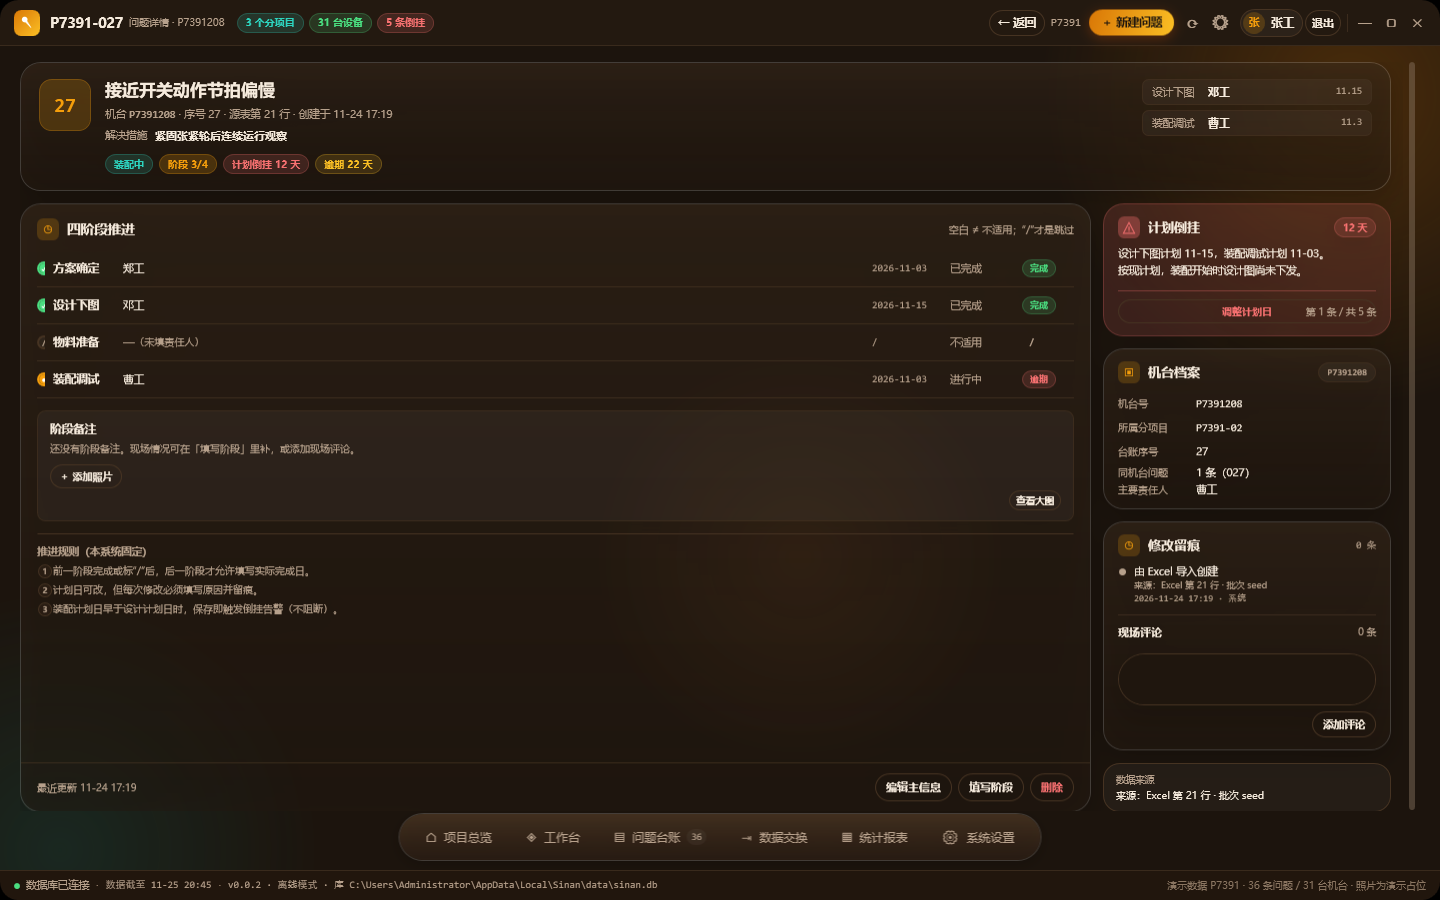 P7391-027 问题详情 · P7391208 3 个分项目 31 台设备 5 条倒挂
← 返回 P7391 + 新建问题 张 张工 退出
27
接近开关动作节拍偏慢
机台 P7391208 · 序号 27 · 源表第 21 行 · 创建于 11-24 17:19
解决措施 紧固张紧轮后连续运行观察
装配中 阶段 3/4 计划倒挂 12 天 逾期 22 天
设计下图 邓工 11.15
装配调试 曹工 11.3
四阶段推进 空白 ≠ 不适用；“/”才是跳过
方案确定 郑工 2026-11-03 已完成 完成
设计下图 邓工 2026-11-15 已完成 完成
物料准备 —（未填责任人） / 不适用 /
装配调试 曹工 2026-11-03 进行中 逾期
阶段备注
还没有阶段备注。现场情况可在「填写阶段」里补，或添加现场评论。
+ 添加照片
查看大图
推进规则（本系统固定）
1 前一阶段完成或标“/”后，后一阶段才允许填写实际完成日。
2 计划日可改，但每次修改必须填写原因并留痕。
3 装配计划日早于设计计划日时，保存即触发倒挂告警（不阻断）。
最近更新 11-24 17:19 编辑主信息 填写阶段 删除
计划倒挂 12 天
设计下图计划 11-15，装配调试计划 11-03。
按现计划，装配开始时设计图尚未下发。
调整计划日 第 1 条 / 共 5 条
机台档案 P7391208
机台号 P7391208
所属分项目 P7391-02
台账序号 27
同机台问题 1 条（027）
主要责任人 曹工
修改留痕 0 条
由 Excel 导入创建
来源：Excel 第 21 行 · 批次 seed
2026-11-24 17:19 · 系统
现场评论 0 条
添加评论
数据来源
来源：Excel 第 21 行 · 批次 seed
项目总览 工作台 问题台账 36 数据交换 统计报表 系统设置
数据库已连接 · 数据截至 11-25 20:45 · v0.0.2 · 离线模式 · 库 C:\Users\Administrator\AppData\Local\Sinan\data\sinan.db
演示数据 P7391 · 36 条问题 / 31 台机台 · 照片为演示占位